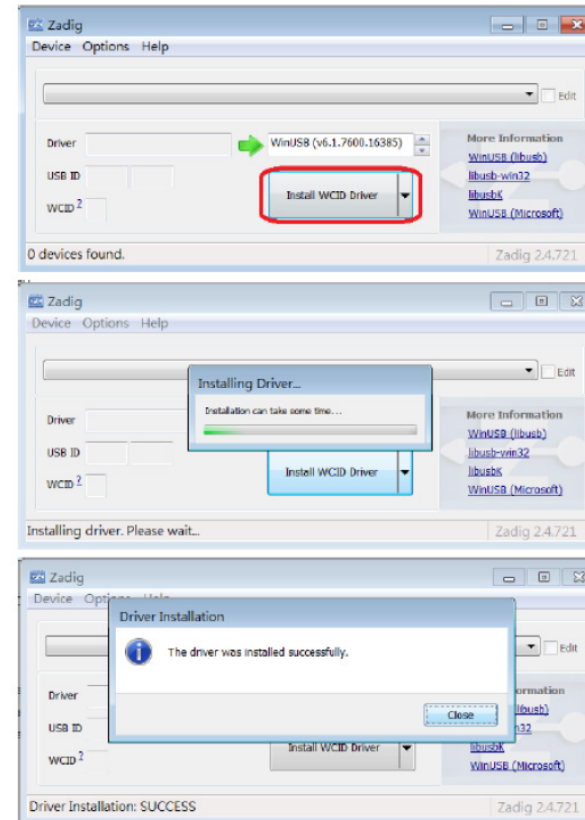 Zadig
Device Options Help
Edit
Driver
WinUSB (v6.1.7600.16385)
More Information
WinUSB (libusb)
USB ID
Install WCID Driver
libusb-win32
libusbK
WCID ?
WinUSB (Microsoft)
0 devices found.
Zadig 2.4.721
Zadig
Device Options Help
Installing Driver...
Edit
Installation can take some time...
Driver
More Information
WinUSB (libusb)
USB ID
Install WCID Driver
libusb-win32
libusbK
WCID ?
WinUSB (Microsoft)
Installing driver. Please wait...
Zadig 2.4.721
Zadig
Device
Driver Installation
The driver was installed successfully.
Edit
Driver
Close
USB ID
Install WCID Driver
libusbK
WCID ?
WinUSB (Microsoft)
Driver Installation: SUCCESS
Zadig 2.4.721